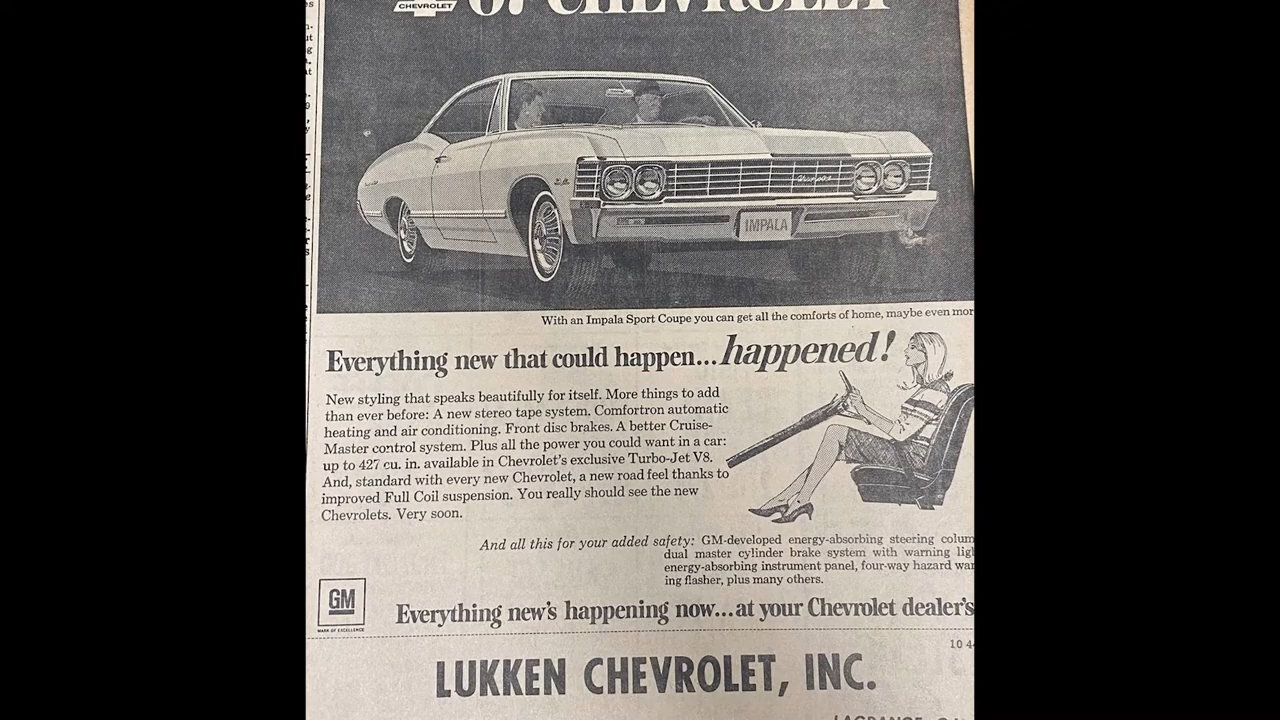 CHEVROLET
CHEVROLET
IMPALA
With an Impala Sport Coupe you can get all the comforts of home, maybe even mor
Everything new that could happen...happened!
New styling that speaks beautifully for itself. More things to add
than ever before: A new stereo tape system. Comfortron automatic
heating and air conditioning. Front disc brakes. A better Cruise-
Master control system. Plus all the power you could want in a car:
up to 427 cu. in. available in Chevrolet's exclusive Turbo-Jet V8.
And, standard with every new Chevrolet, a new road feel thanks to
improved Full Coil suspension. You really should see the new
Chevrolets. Very soon.
And all this for your added safety: GM-developed energy-absorbing steering colum
dual master cylinder brake system with warning lig
energy-absorbing instrument panel, four-way hazard wa
ing flasher, plus many others.
GM
MARK OF EXCELLENCE
Everything new's happening now...at your Chevrolet dealer's
10 4
LUKKEN CHEVROLET, INC.